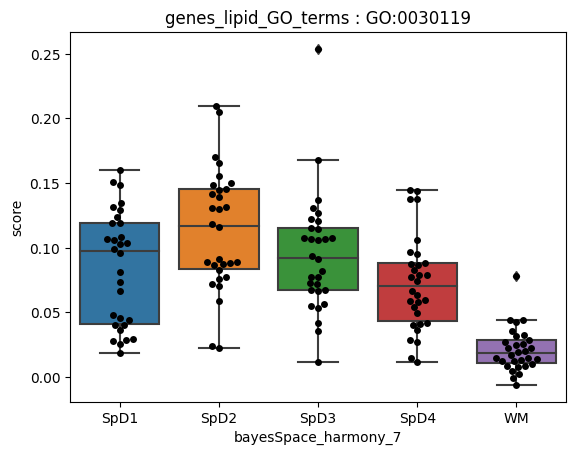 genes_lipid_GO_terms : GO:0030119
0.25
0.20
0.15
0.10
0.05
0.00
score
SpD1 SpD2 SpD3 SpD4 WM
bayesSpace_harmony_7